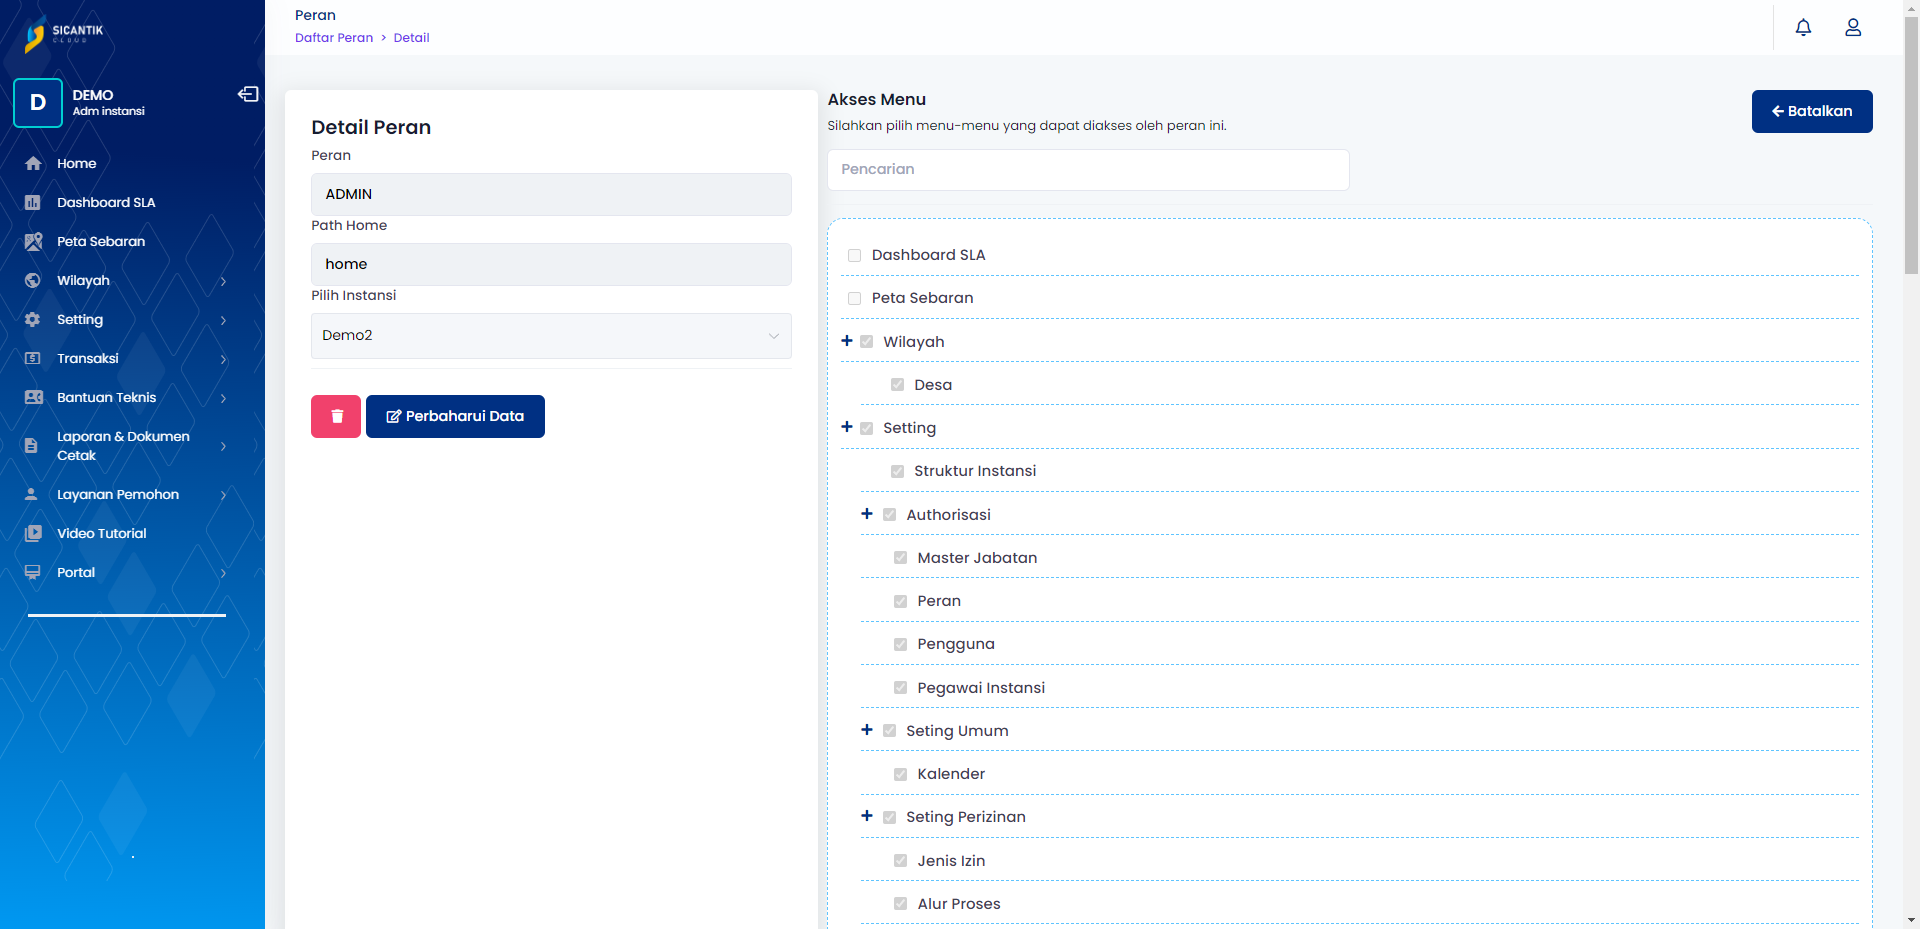 SICANTIK
CLOUD
D
DEMO
Adm instansi
Home
Dashboard SLA
Peta Sebaran
Wilayah
Setting
Transaksi
Bantuan Teknis
Laporan & Dokumen
Cetak
Layanan Pemohon
Video Tutorial
Portal
Peran
Daftar Peran > Detail
Detail Peran
Peran
ADMIN
Path Home
home
Pilih Instansi
Demo2
Perbaharui Data
Akses Menu
Silahkan pilih menu-menu yang dapat diakses oleh peran ini.
Batalkan
Pencarian
Dashboard SLA
Peta Sebaran
Wilayah
Desa
Setting
Struktur Instansi
Authorisasi
Master Jabatan
Peran
Pengguna
Pegawai Instansi
Seting Umum
Kalender
Seting Perizinan
Jenis Izin
Alur Proses